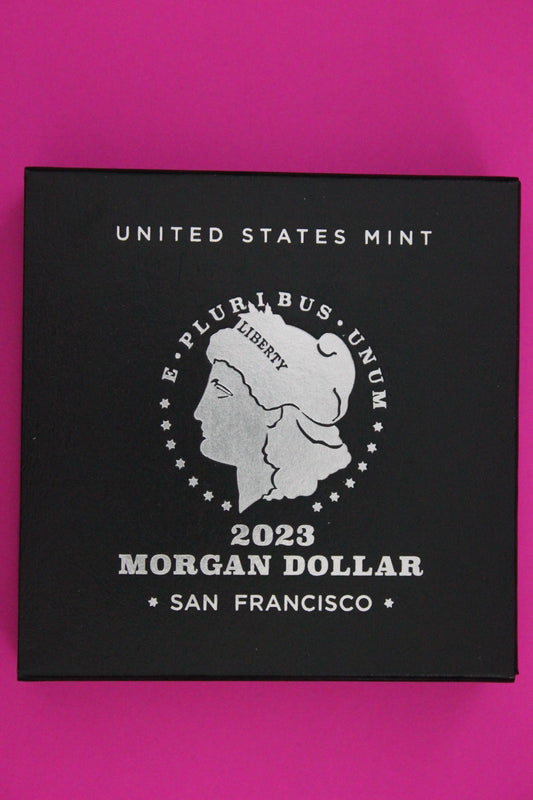 UNITED STATES MINT
E • PLURIBUS • UNUM
LIBERTY
2023
MORGAN DOLLAR
* SAN FRANCISCO *